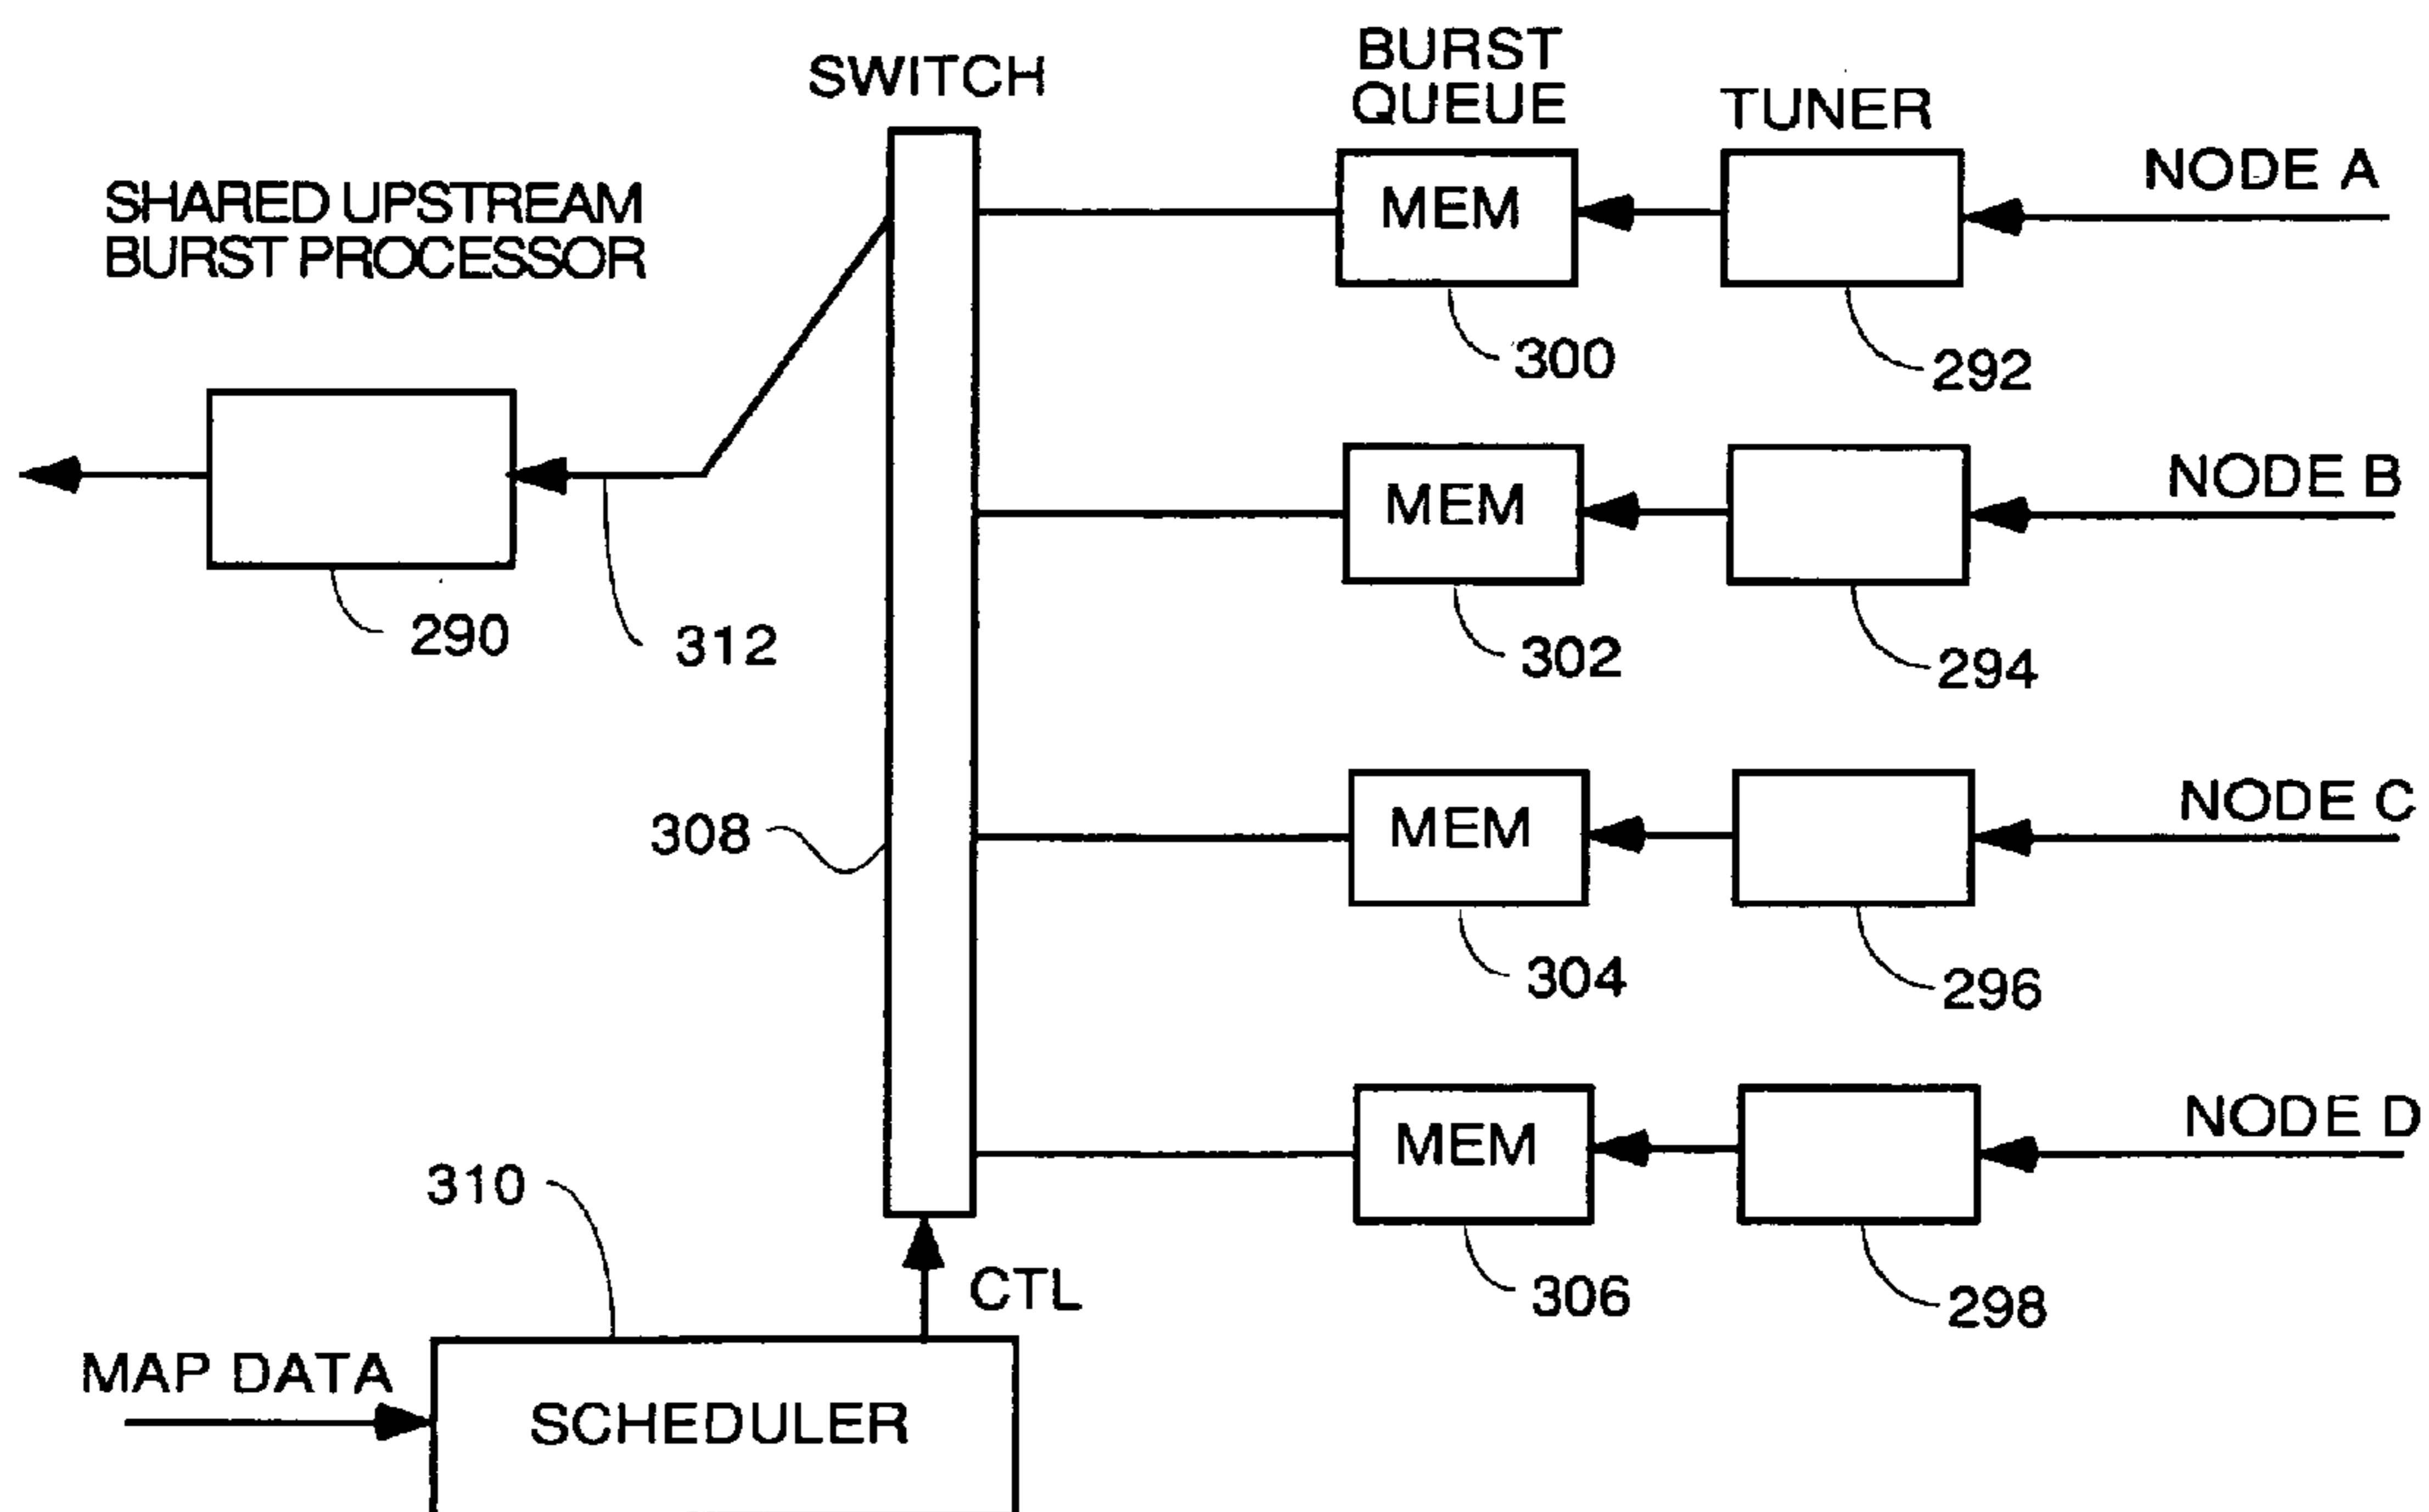 SWITCH
BURST
QUEUE
TUNER
NODE A
SHARED UPSTREAM
BURST PROCESSOR
MEM
300
292
NODE B
MEM
290
312
302
294
NODE C
308
MEM
304
296
NODE D
310
MEM
CTL
306
298
MAP DATA
SCHEDULER